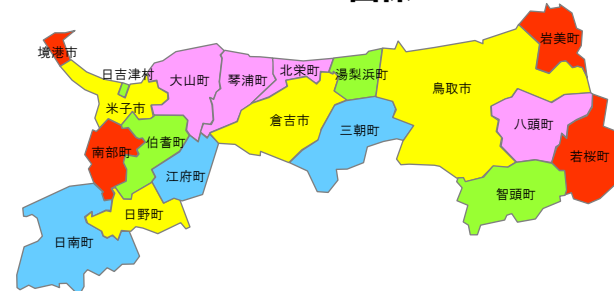 境港市
岩美町
日吉津村
大山町
琴浦町
北栄町
湯梨浜町
鳥取市
米子市
倉吉市
三朝町
八頭町
南部町
伯耆町
若桜町
江府町
智頭町
日野町
日南町